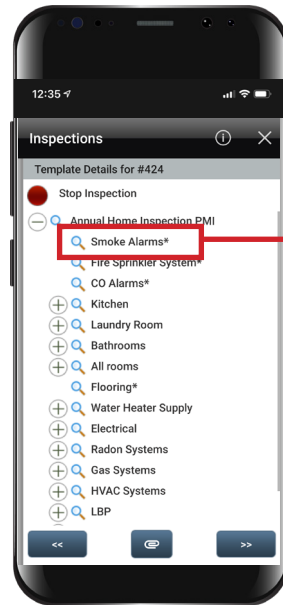 12:35
Inspections
Template Details for #424
Stop Inspection
Annual Home Inspection PMI
Smoke Alarms*
Fire Sprinkler System*
CO Alarms*
Kitchen
Laundry Room
Bathrooms
All rooms
Flooring*
Water Heater Supply
Electrical
Radon Systems
Gas Systems
HVAC Systems
LBP
<< >>